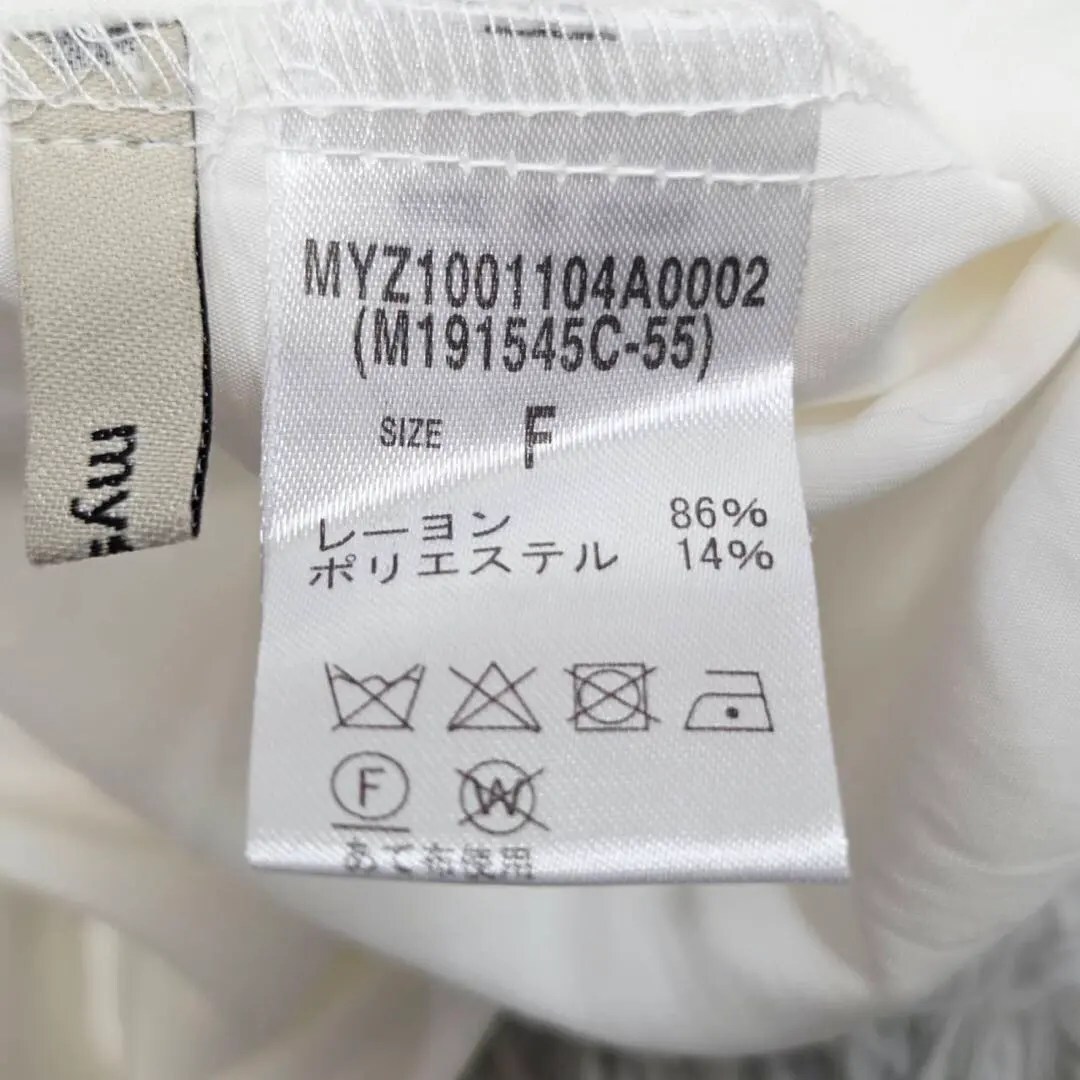 MYZ1001104A0002
(M191545C-55)
SIZE F
レーヨン 86%
ポリエステル 14%
F W
あて布使用
my